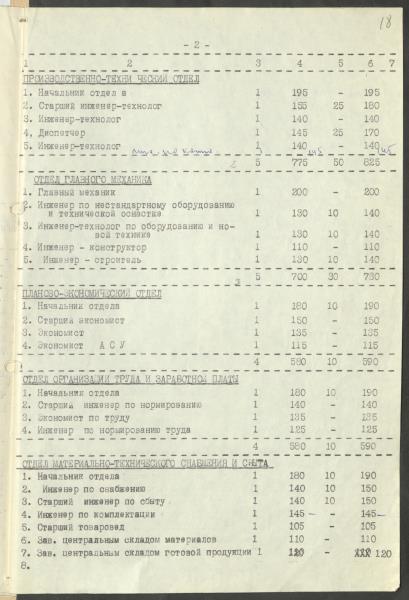 18
- 2 -
1 2 3 4 5 6 7
ПРОИЗВОДСТВЕННО-ТЕХНИЧЕСКИЙ ОТДЕЛ
1. Начальник отдела 1 195 - 195
2. Старший инженер-технолог 1 155 25 180
3. Инженер-технолог 1 140 - 140
4. Диспетчер 1 145 25 170
5. Инженер-технолог 1 140 - 140
5 775 50 825
ОТДЕЛ ГЛАВНОГО МЕХАНИКА
1. Главный механик 1 200 - 200
2. Инженер по нестандартному оборудованию
и технической оснастке 1 130 10 140
3. Инженер-технолог по оборудованию и но-
вой технике 1 130 10 140
4. Инженер - конструктор 1 110 - 110
5. Инженер - строитель 1 130 10 140
5 700 30 730
ПЛАНОВО-ЭКОНОМИЧЕСКИЙ ОТДЕЛ
1. Начальник отдела 1 180 10 190
2. Старший экономист 1 150 - 150
3. Экономист 1 135 - 135
4. Экономист А С У 1 115 - 115
4 580 10 590
ОТДЕЛ ОРГАНИЗАЦИИ ТРУДА И ЗАРАБОТНОЙ ПЛАТЫ
1. Начальник отдела 1 180 10 190
2. Старший инженер по нормированию 1 140 - 140
3. Экономист по труду 1 135 - 135
4. Инженер по нормированию труда 1 125 - 125
4 580 10 590
ОТДЕЛ МАТЕРИАЛЬНО-ТЕХНИЧЕСКОГО СНАБЖЕНИЯ И СБЫТА
1. Начальник отдела 1 180 10 190
2. Инженер по снабжению 1 140 10 150
3. Старший инженер по сбыту 1 140 10 150
4. Инженер по комплектации 1 145 - 145
5. Старший товаровед 1 105 - 105
6. Зав. центральным складом материалов 1 110 - 110
7. Зав. центральным складом готовой продукции 1 120 - 120
8.